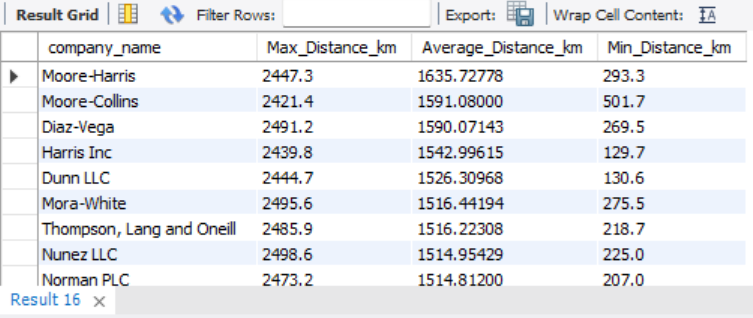 Result Grid Filter Rows: Export: Wrap Cell Content: IA
company_name Max_Distance_km Average_Distance_km Min_Distance_km
Moore-Harris 2447.3 1635.72778 293.3
Moore-Collins 2421.4 1591.08000 501.7
Diaz-Vega 2491.2 1590.07143 269.5
Harris Inc 2439.8 1542.99615 129.7
Dunn LLC 2444.7 1526.30968 130.6
Mora-White 2495.6 1516.44194 275.5
Thompson, Lang and Oneill 2485.9 1516.22308 218.7
Nunez LLC 2498.6 1514.95429 225.0
Norman PLC 2473.2 1514.81200 207.0
Result 16 ×